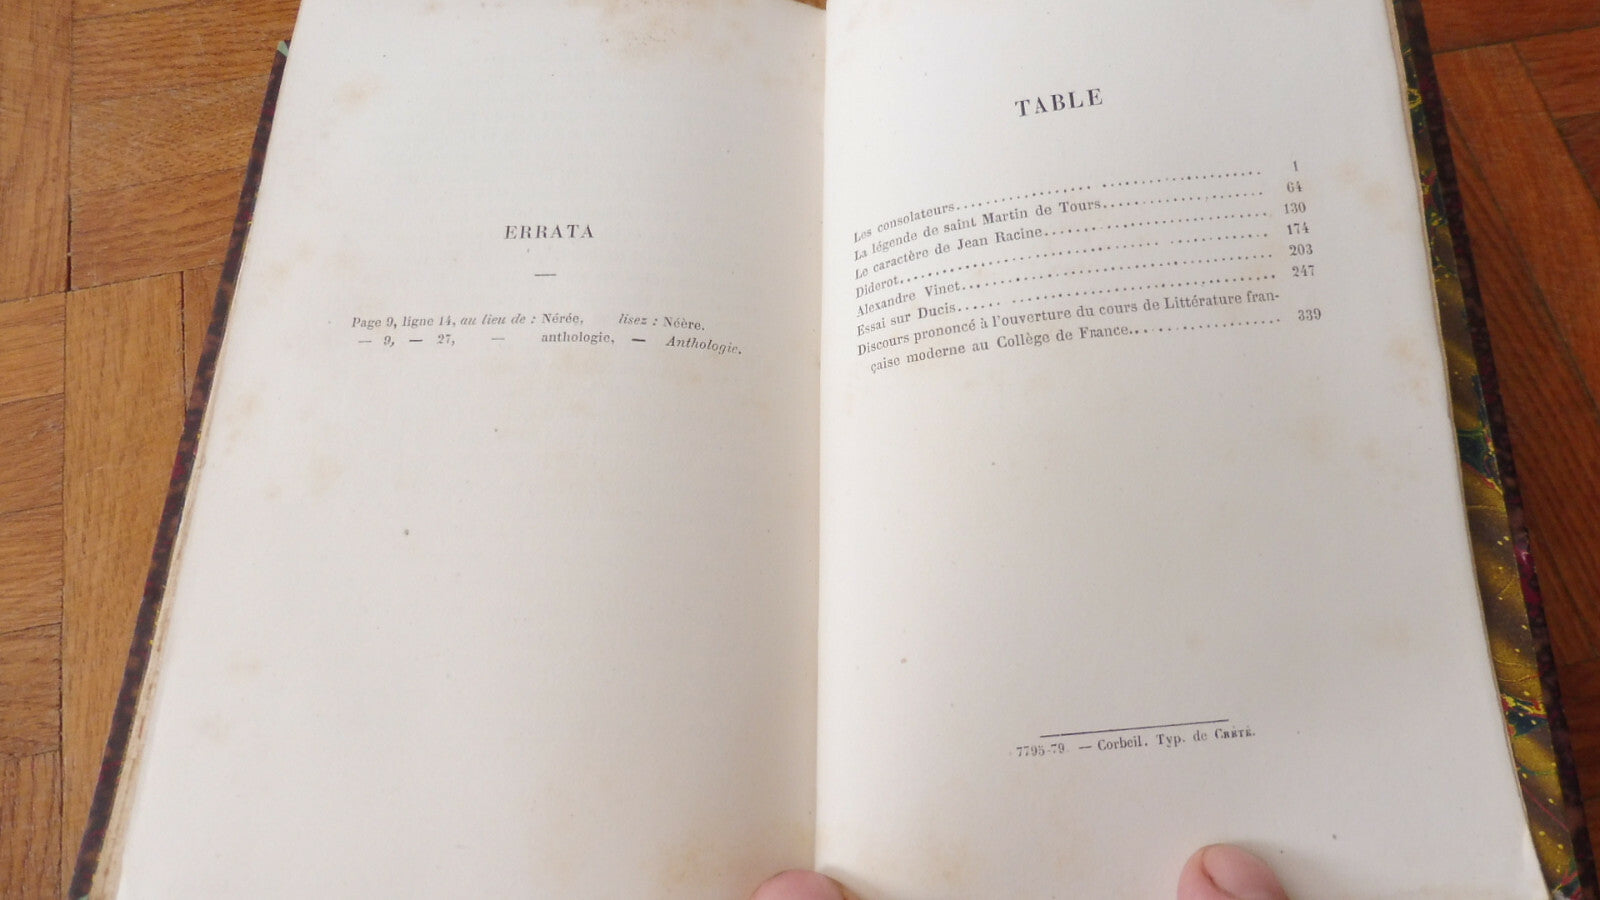 ERRATA
Page 9, ligne 14, au lieu de : Nérée, lisez : Néère.
— 9, — 27, — anthologie, — Anthologie.
TABLE
Les consolateurs.................... 1
La légende de saint Martin de Tours.................... 64
Le caractère de Jean Racine.................... 130
Diderot.................... 174
Alexandre Vinet.................... 203
Essai sur Ducis.................... 247
Discours prononcé à l'ouverture du cours de Littérature fran-
çaise moderne au Collège de France.................... 339
7795-79 — Corbeil. Typ. de CRÉTÉ.